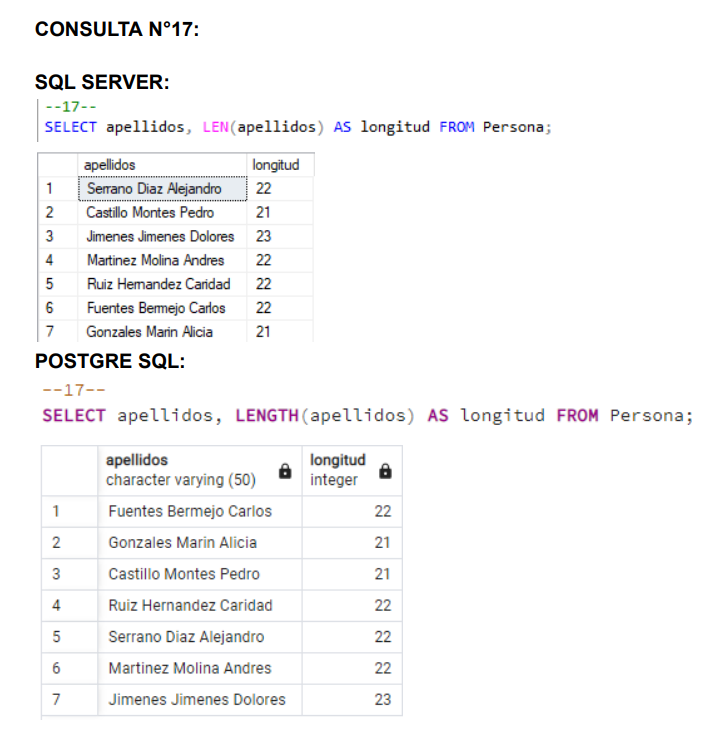 CONSULTA N°17:
SQL SERVER:
--17--
SELECT apellidos, LEN(apellidos) AS longitud FROM Persona;
apellidos longitud
1 Serrano Diaz Alejandro 22
2 Castillo Montes Pedro 21
3 Jimenes Jimenes Dolores 23
4 Martinez Molina Andres 22
5 Ruiz Hernandez Caridad 22
6 Fuentes Bermejo Carlos 22
7 Gonzales Marin Alicia 21
POSTGRE SQL:
--17--
SELECT apellidos, LENGTH(apellidos) AS longitud FROM Persona;
apellidos longitud
character varying (50) integer
1 Fuentes Bermejo Carlos 22
2 Gonzales Marin Alicia 21
3 Castillo Montes Pedro 21
4 Ruiz Hernandez Caridad 22
5 Serrano Diaz Alejandro 22
6 Martinez Molina Andres 22
7 Jimenes Jimenes Dolores 23